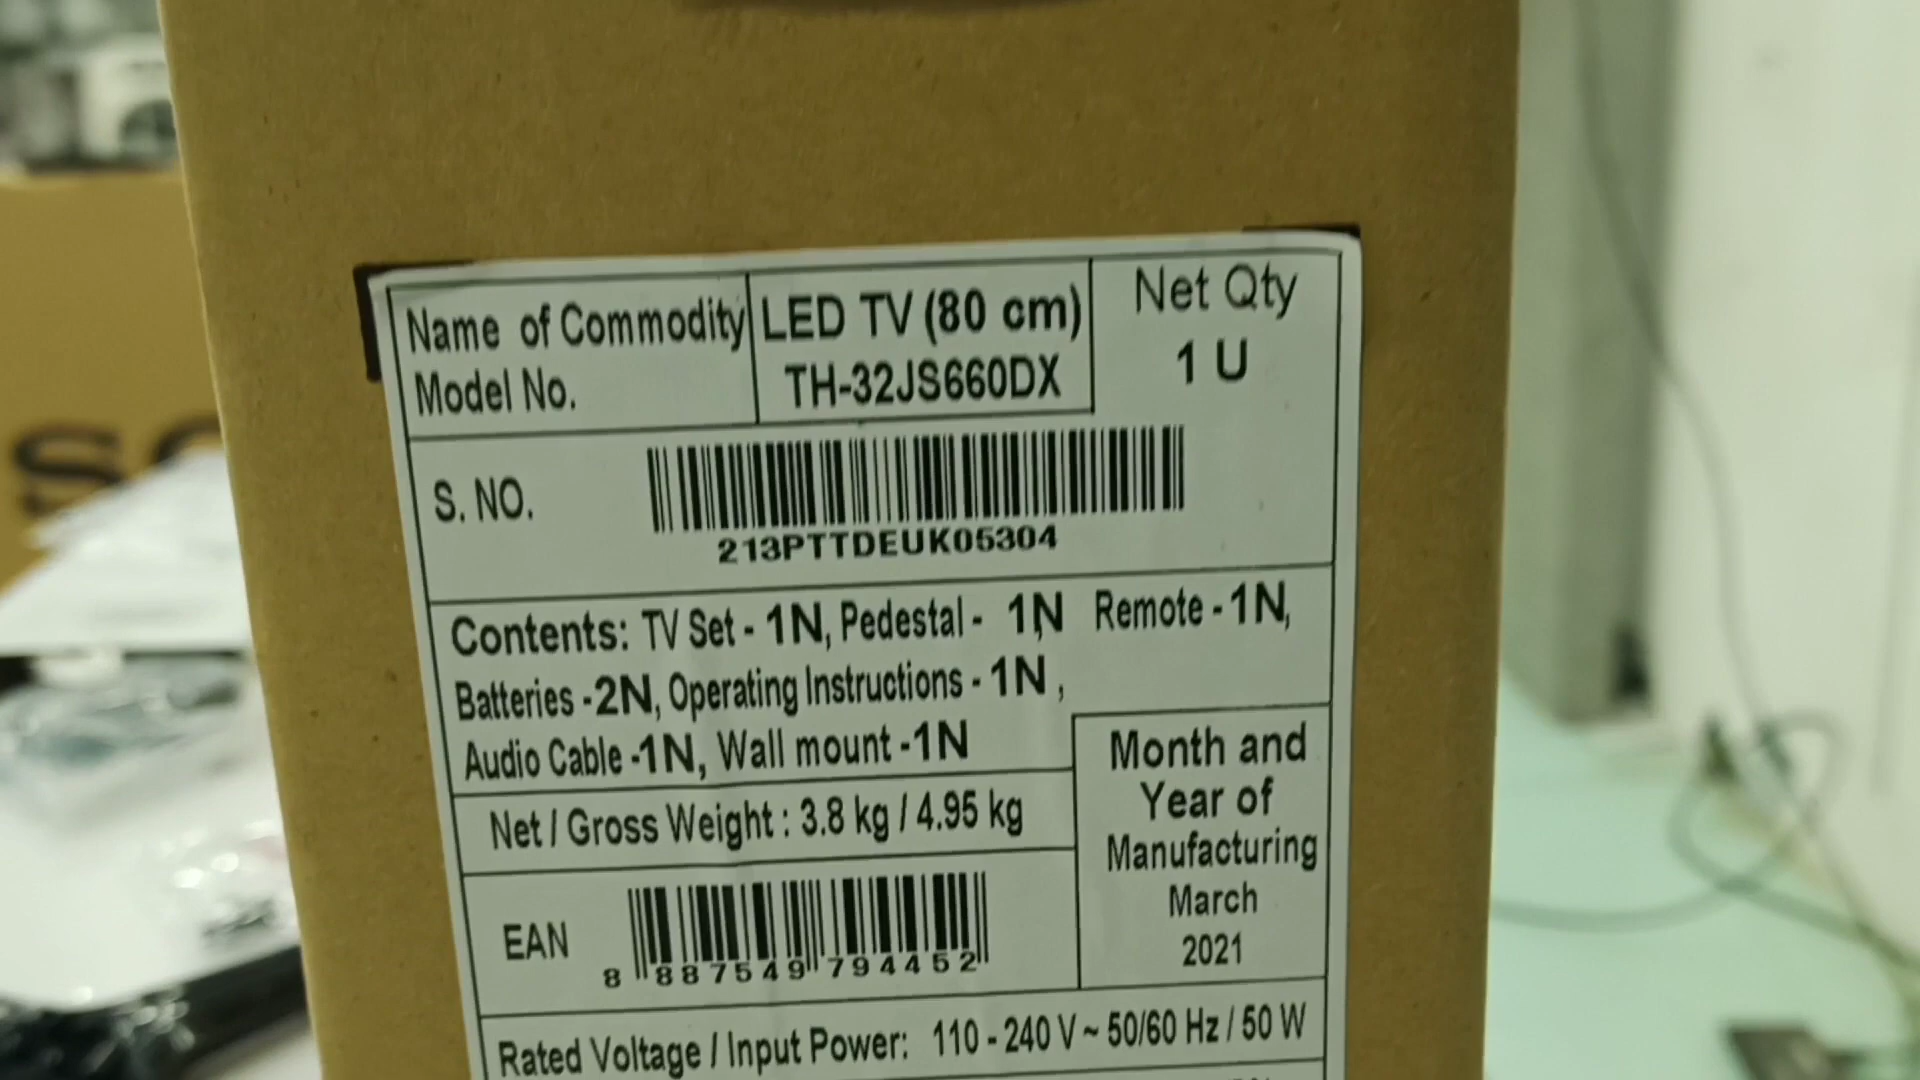 Name of Commodity
Model No.
LED TV (80 cm)
TH-32JS660DX
Net Qty
1 U
S. NO.
213PTTDEUK05304
Contents: TV Set - 1N, Pedestal - 1N, Remote - 1N,
Batteries -2N, Operating Instructions - 1N ,
Audio Cable -1N, Wall mount -1N
Net / Gross Weight : 3.8 kg / 4.95 kg
Month and
Year of
Manufacturing
March
2021
EAN
8 887549 794452
Rated Voltage / Input Power: 110 - 240 V ~ 50/60 Hz / 50 W